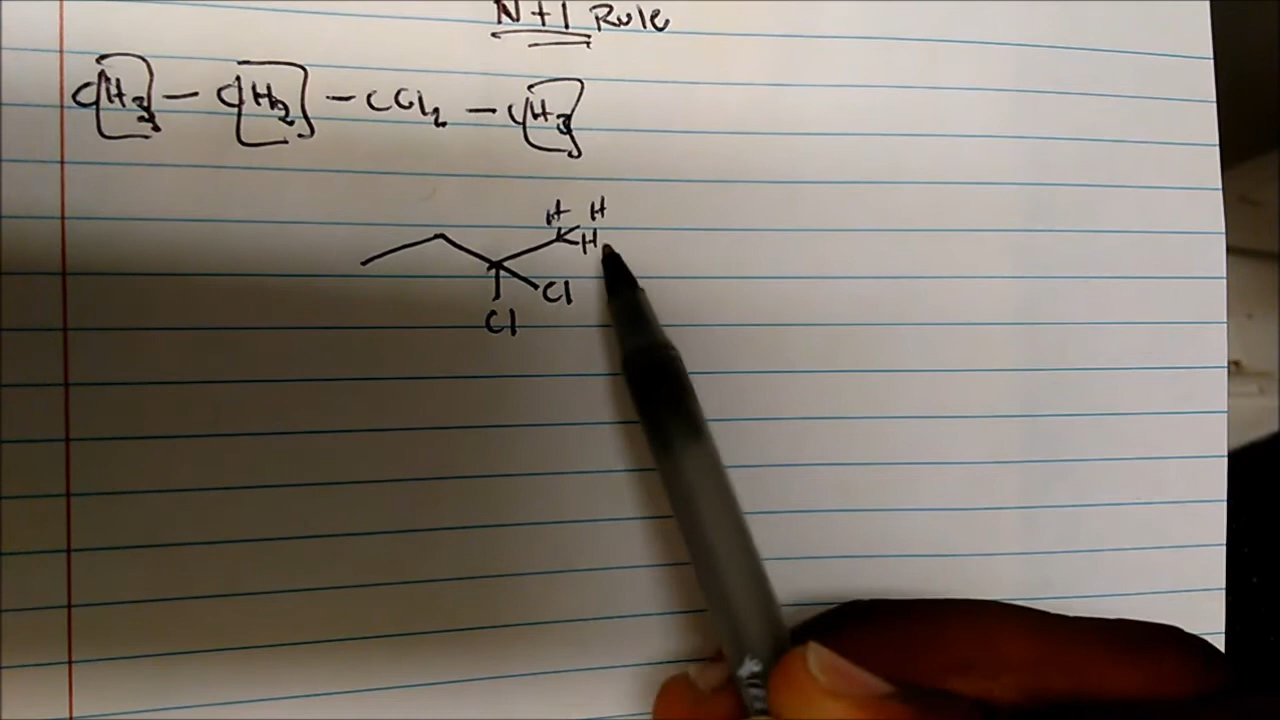 N+1 Rule
CH3 - CH2 - CCl2 - CH3
H H
H
Cl
Cl